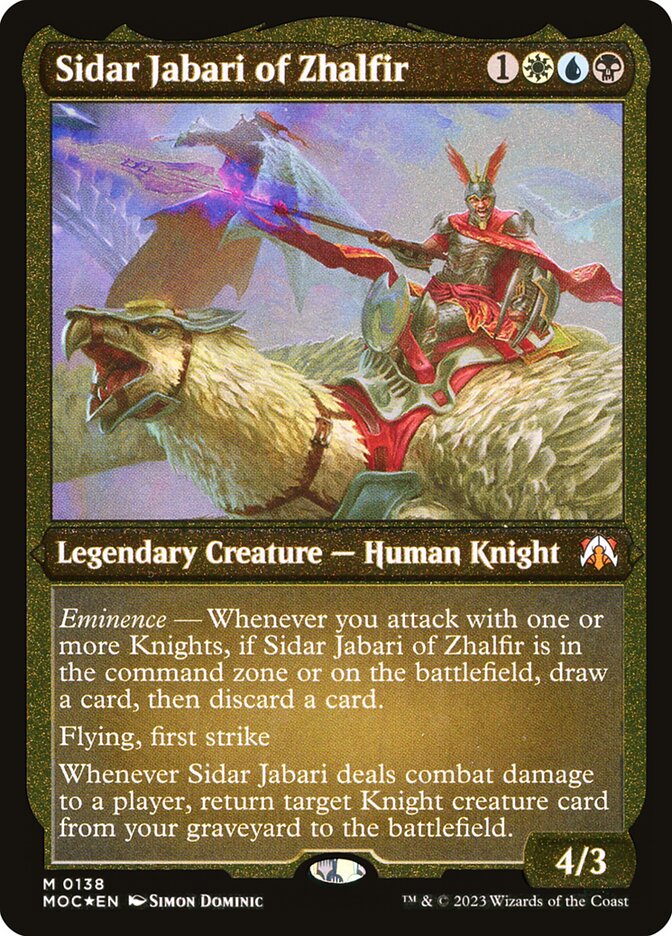 Sidar Jabari of Zhalfir 1
Legendary Creature — Human Knight
Eminence — Whenever you attack with one or
more Knights, if Sidar Jabari of Zhalfir is in
the command zone or on the battlefield, draw
a card, then discard a card.
Flying, first strike
Whenever Sidar Jabari deals combat damage
to a player, return target Knight creature card
from your graveyard to the battlefield.
4/3
M 0138
MOC★EN Simon Dominic
™ & © 2023 Wizards of the Coast